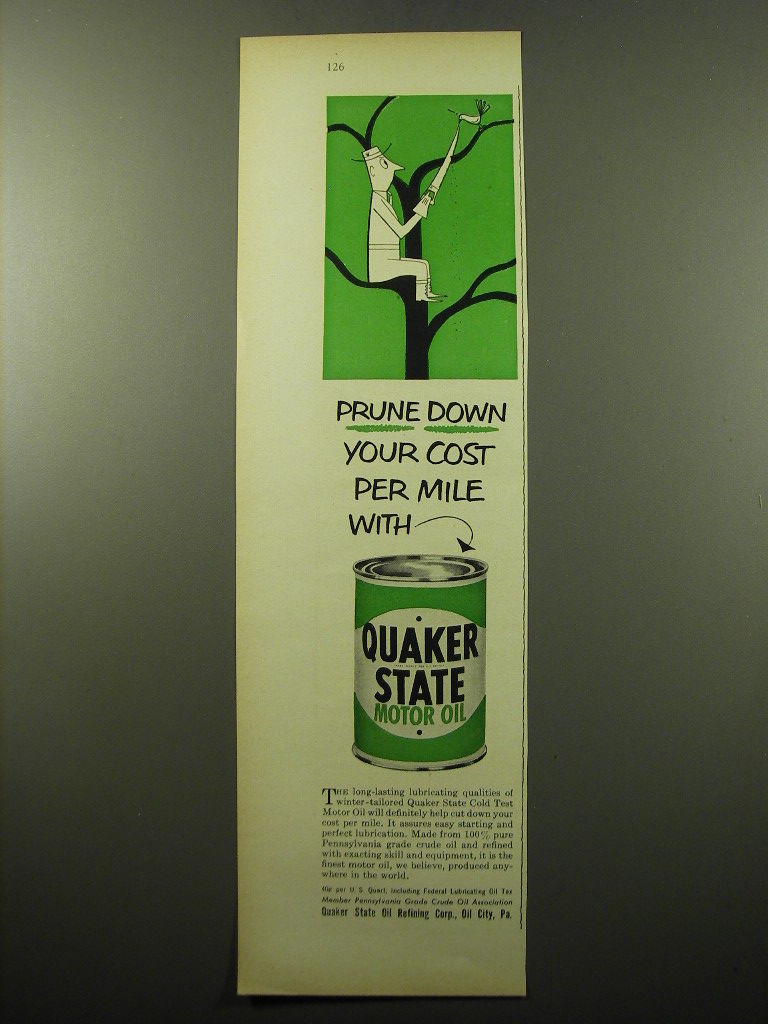 126
PRUNE DOWN
YOUR COST
PER MILE
WITH
QUAKER
STATE
MOTOR OIL
THE long-lasting lubricating qualities of
winter-tailored Quaker State Cold Test
Motor Oil will definitely help cut down your
cost per mile. It assures easy starting and
perfect lubrication. Made from 100% pure
Pennsylvania grade crude oil and refined
with exacting skill and equipment, it is the
finest motor oil, we believe, produced any-
where in the world.
per U. S. Quart, including Federal Lubricating Oil Tax
Member Pennsylvania Grade Crude Oil Association
Quaker State Oil Refining Corp., Oil City, Pa.